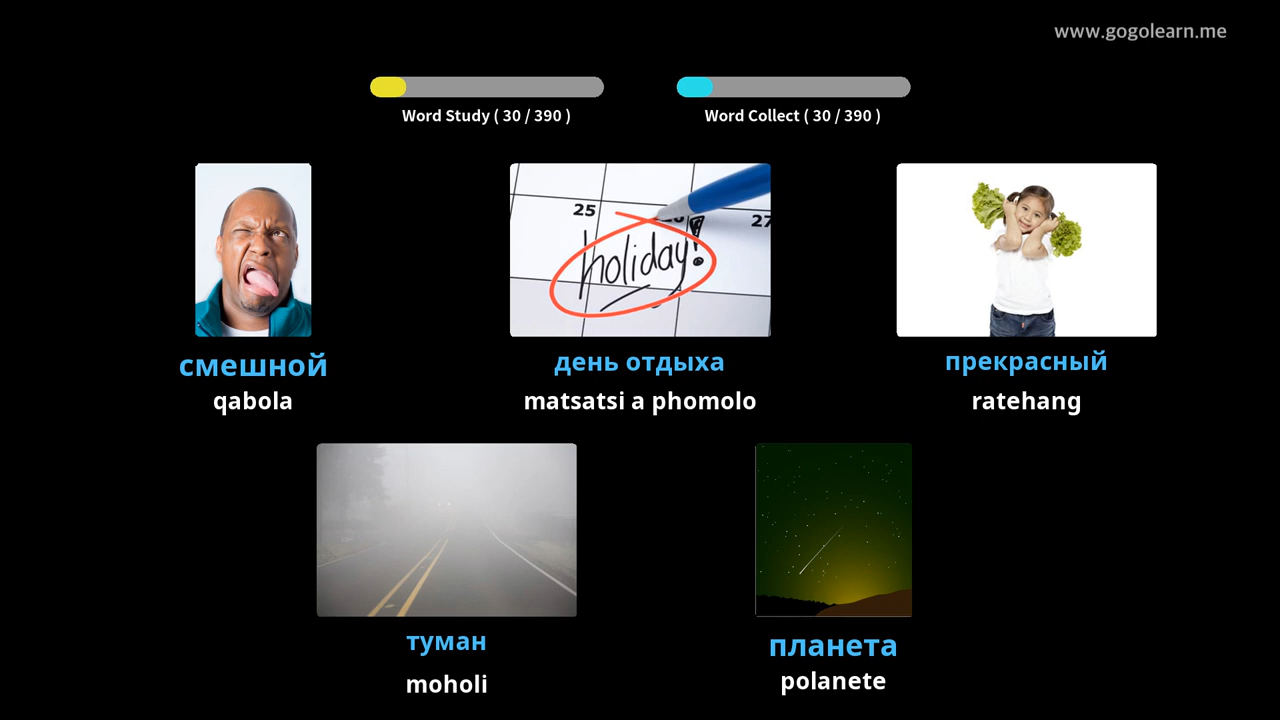 www.gogolearn.me
Word Study ( 30 / 390 )
Word Collect ( 30 / 390 )
25
27
holiday!
смешной
qabola
день отдыха
matsatsi a phomolo
прекрасный
ratehang
туман
moholi
планета
polanete